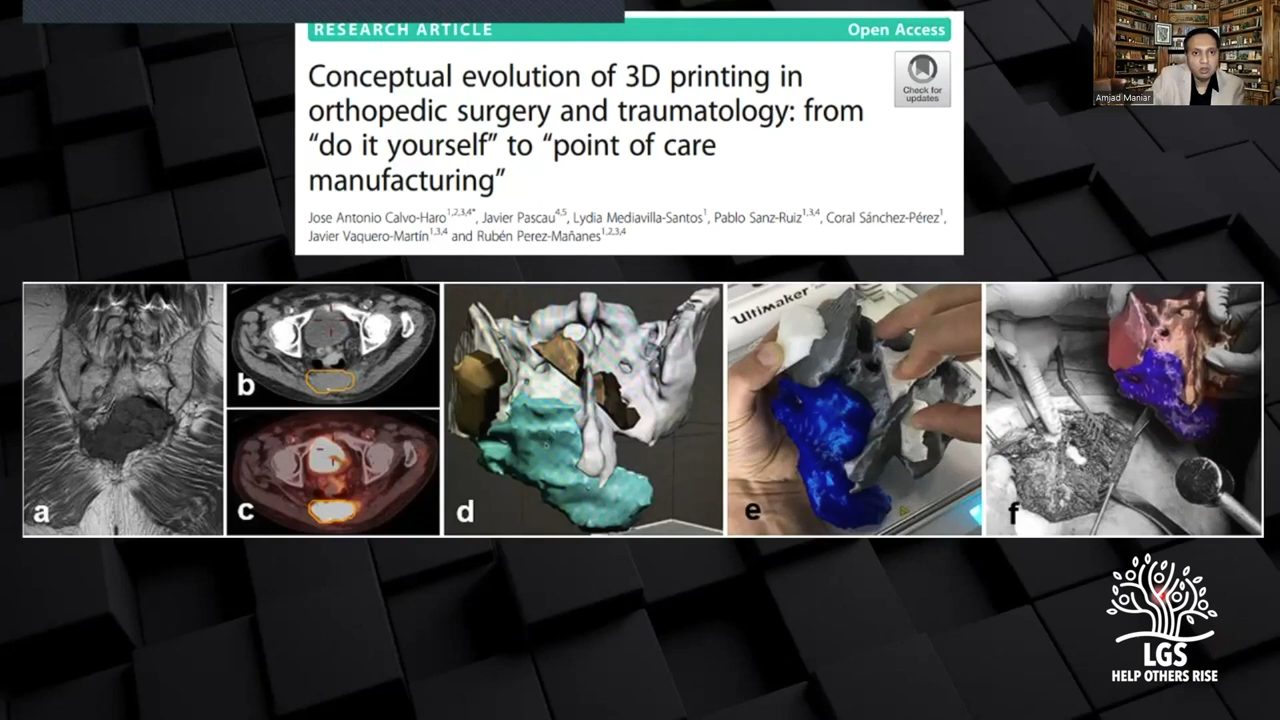 RESEARCH ARTICLE
Open Access
Conceptual evolution of 3D printing in
orthopedic surgery and traumatology: from
“do it yourself” to “point of care
manufacturing”
Check for
updates
Jose Antonio Calvo-Haro1,2,3,4*, Javier Pascau4,5, Lydia Mediavilla-Santos1, Pablo Sanz-Ruiz1,3,4, Coral Sánchez-Pérez1,
Javier Vaquero-Martín1,3,4 and Rubén Perez-Mañanes1,2,3,4
Amjad Maniar
a
b
c
d
Ultimaker
e
f
LGS
HELP OTHERS RISE